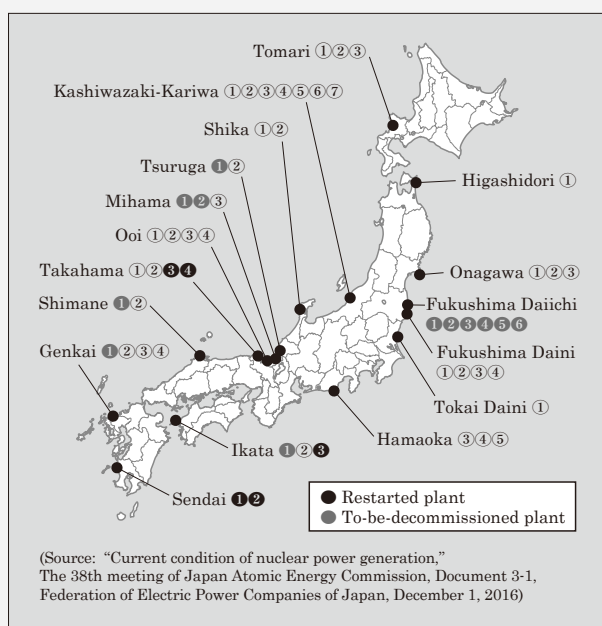 Tomari ①②③
Kashiwazaki-Kariwa ①②③④⑤⑥⑦
Shika ①②
Tsuruga ❶②
Mihama ❶❷③
Ooi ①②③④
Takahama ①②❸❹
Shimane ❶②
Genkai ❶②③④
Higashidori ①
Onagawa ①②③
Fukushima Daiichi
❶❷❸❹❺❻
Fukushima Daini
①②③④
Tokai Daini ①
Hamaoka ③④⑤
Ikata ❶②❸
Sendai ❶❷
● Restarted plant
● To-be-decommissioned plant
(Source: “Current condition of nuclear power generation,”
The 38th meeting of Japan Atomic Energy Commission, Document 3-1,
Federation of Electric Power Companies of Japan, December 1, 2016)